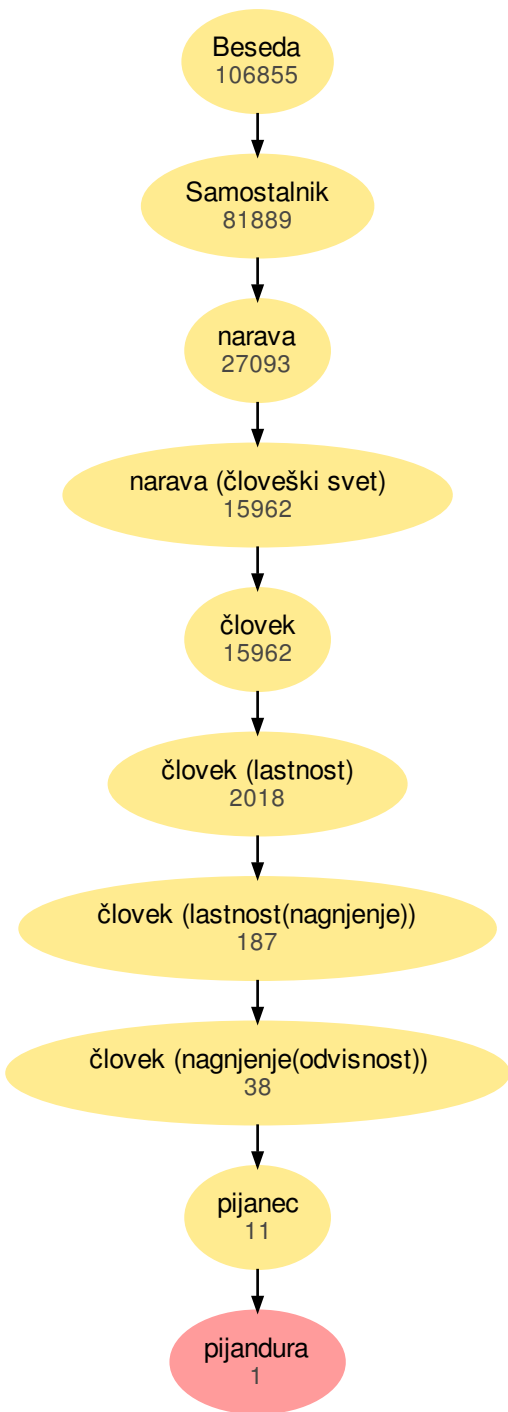 Beseda
106855
Samostalnik
81889
narava
27093
narava (človeški svet)
15962
človek
15962
človek (lastnost)
2018
človek (lastnost(nagnjenje))
187
človek (nagnjenje(odvisnost))
38
pijanec
11
pijandura
1